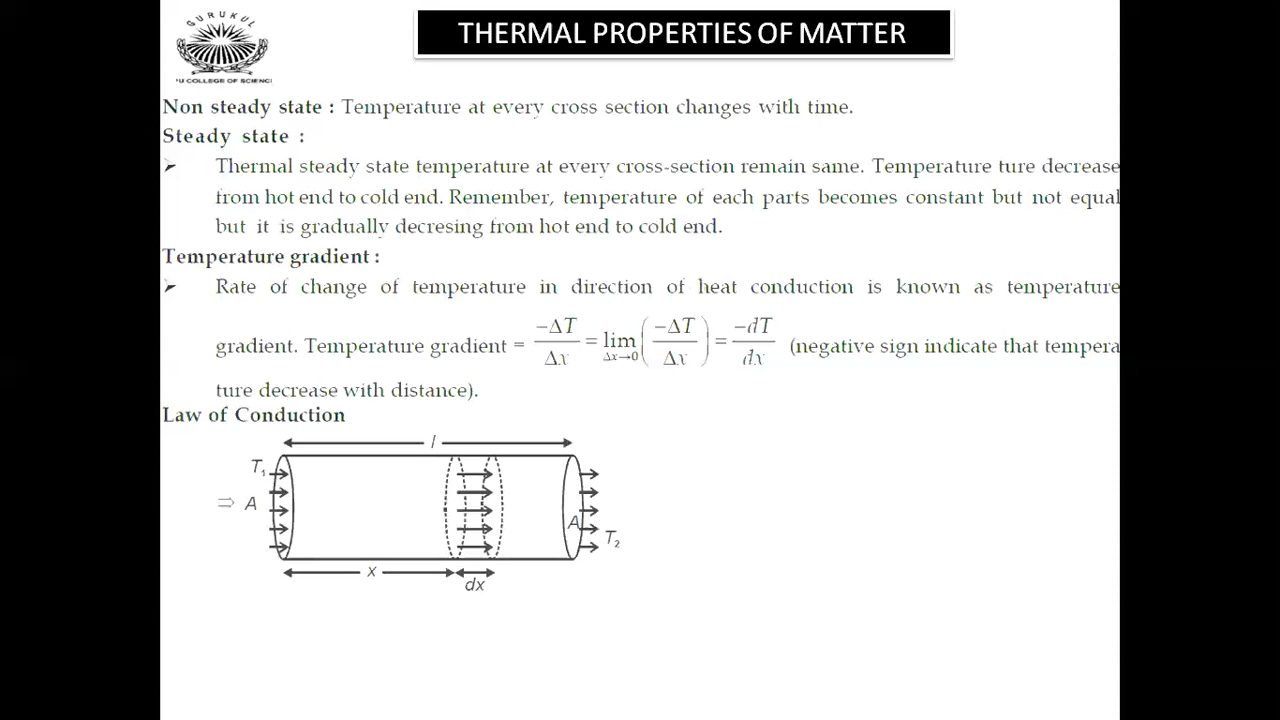 GURUKUL
PU COLLEGE OF SCIENCE
THERMAL PROPERTIES OF MATTER
Non steady state : Temperature at every cross section changes with time.
Steady state :
➤ Thermal steady state temperature at every cross-section remain same. Temperature ture decrease
from hot end to cold end. Remember, temperature of each parts becomes constant but not equal
but it is gradually decresing from hot end to cold end.
Temperature gradient :
➤ Rate of change of temperature in direction of heat conduction is known as temperature
gradient. Temperature gradient = −ΔT/Δx = lim Δx→0 (−ΔT/Δx) = −dT/dx (negative sign indicate that tempera
ture decrease with distance).
Law of Conduction
l
T₁
⇒ A
A
T₂
x
dx